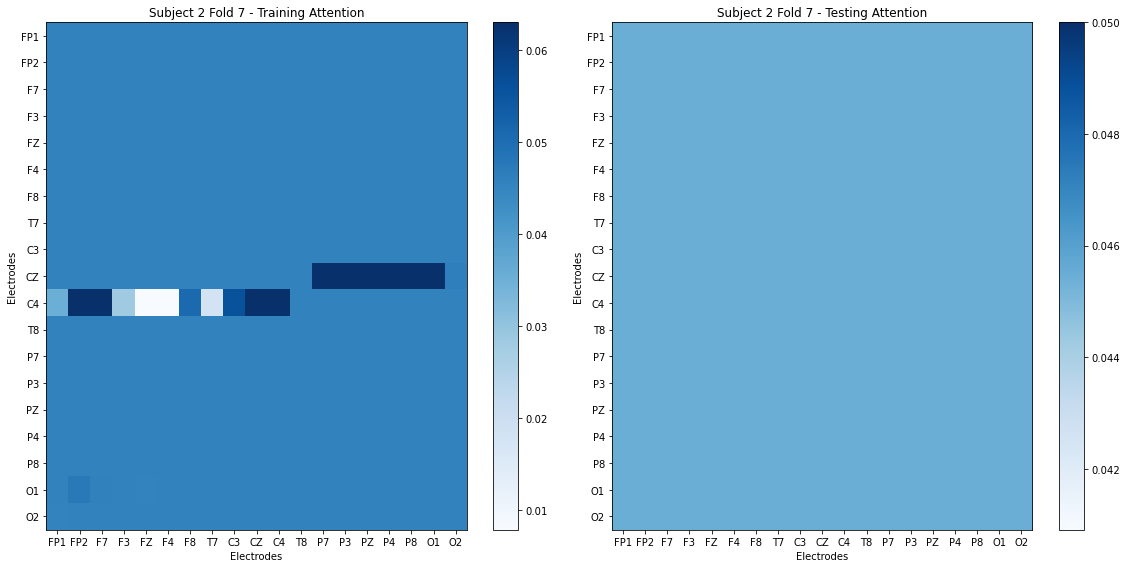 Subject 2 Fold 7 - Training Attention
FP1
FP2
F7
F3
FZ
F4
F8
T7
C3
CZ
C4
T8
P7
P3
PZ
P4
P8
O1
O2
Electrodes
FP1 FP2 F7 F3 FZ F4 F8 T7 C3 CZ C4 T8 P7 P3 PZ P4 P8 O1 O2
Electrodes
0.06
0.05
0.04
0.03
0.02
0.01
Subject 2 Fold 7 - Testing Attention
FP1
FP2
F7
F3
FZ
F4
F8
T7
C3
CZ
C4
T8
P7
P3
PZ
P4
P8
O1
O2
Electrodes
FP1 FP2 F7 F3 FZ F4 F8 T7 C3 CZ C4 T8 P7 P3 PZ P4 P8 O1 O2
Electrodes
0.050
0.048
0.046
0.044
0.042